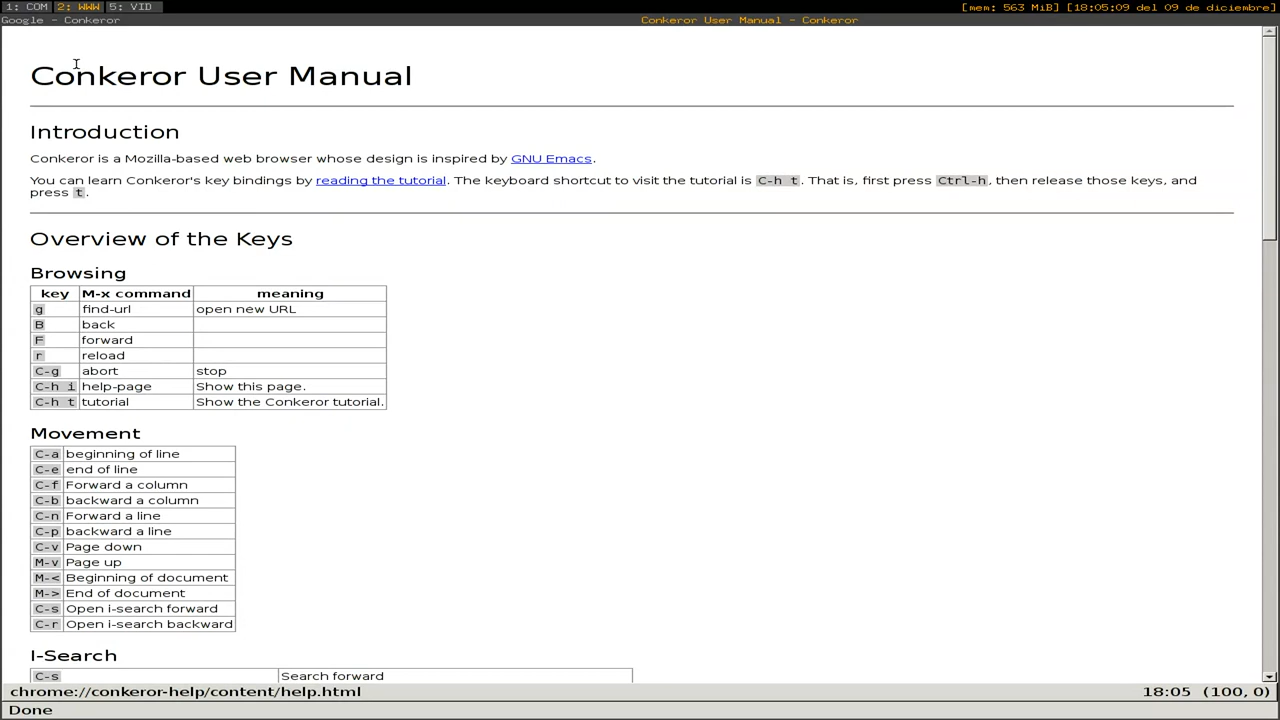 1: COM 2: WWW 5: VID [mem: 563 MiB] [18:05:09 del 09 de diciembre]
Google - Conkeror Conkeror User Manual - Conkeror
Conkeror User Manual
Introduction
Conkeror is a Mozilla-based web browser whose design is inspired by GNU Emacs.
You can learn Conkeror's key bindings by reading the tutorial. The keyboard shortcut to visit the tutorial is C-h t. That is, first press Ctrl-h, then release those keys, and
press t.
Overview of the Keys
Browsing
key M-x command meaning
g find-url open new URL
B back
F forward
r reload
C-g abort stop
C-h i help-page Show this page.
C-h t tutorial Show the Conkeror tutorial.
Movement
C-a beginning of line
C-e end of line
C-f Forward a column
C-b backward a column
C-n Forward a line
C-p backward a line
C-v Page down
M-v Page up
M-< Beginning of document
M-> End of document
C-s Open i-search forward
C-r Open i-search backward
I-Search
C-s Search forward
chrome://conkeror-help/content/help.html 18:05 (100, 0)
Done